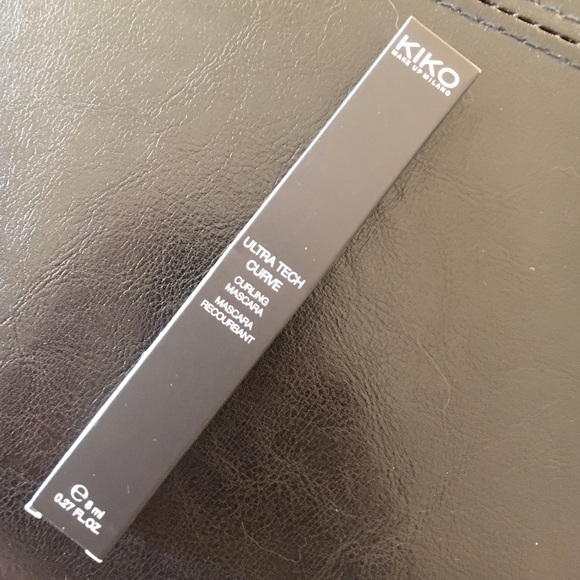 KIKO
MAKE UP MILANO
ULTRA TECH
CURVE
CURLING
MASCARA
MASCARA
RECOURBANT
℮ 8 ml
0.27 FL.OZ.